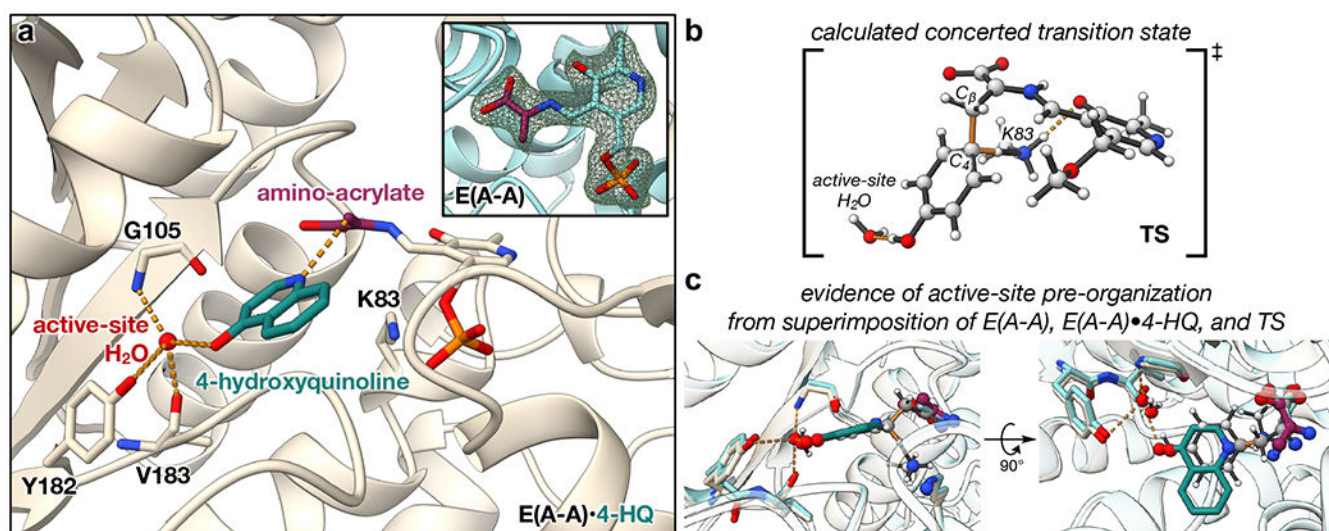 a
E(A-A)
amino-acrylate
G105
K83
active-site
H₂O
4-hydroxyquinoline
Y182
V183
E(A-A)•4-HQ
b
calculated concerted transition state
‡
Cβ
K83
C4
active-site
H₂O
TS
c
evidence of active-site pre-organization
from superimposition of E(A-A), E(A-A)•4-HQ, and TS
90°